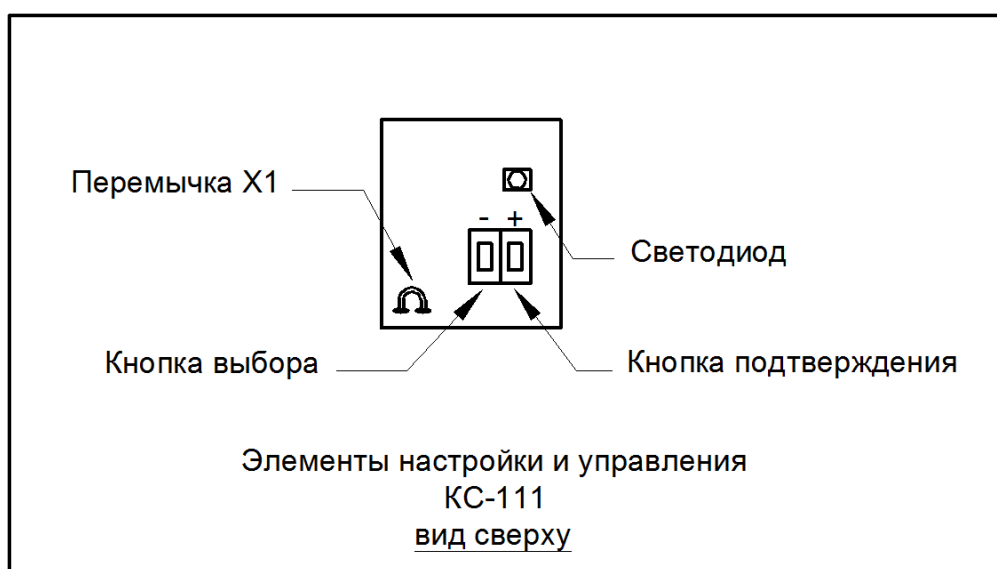 Перемычка X1
- +
Светодиод
Кнопка выбора
Кнопка подтверждения
Элементы настройки и управления
КС-111
вид сверху